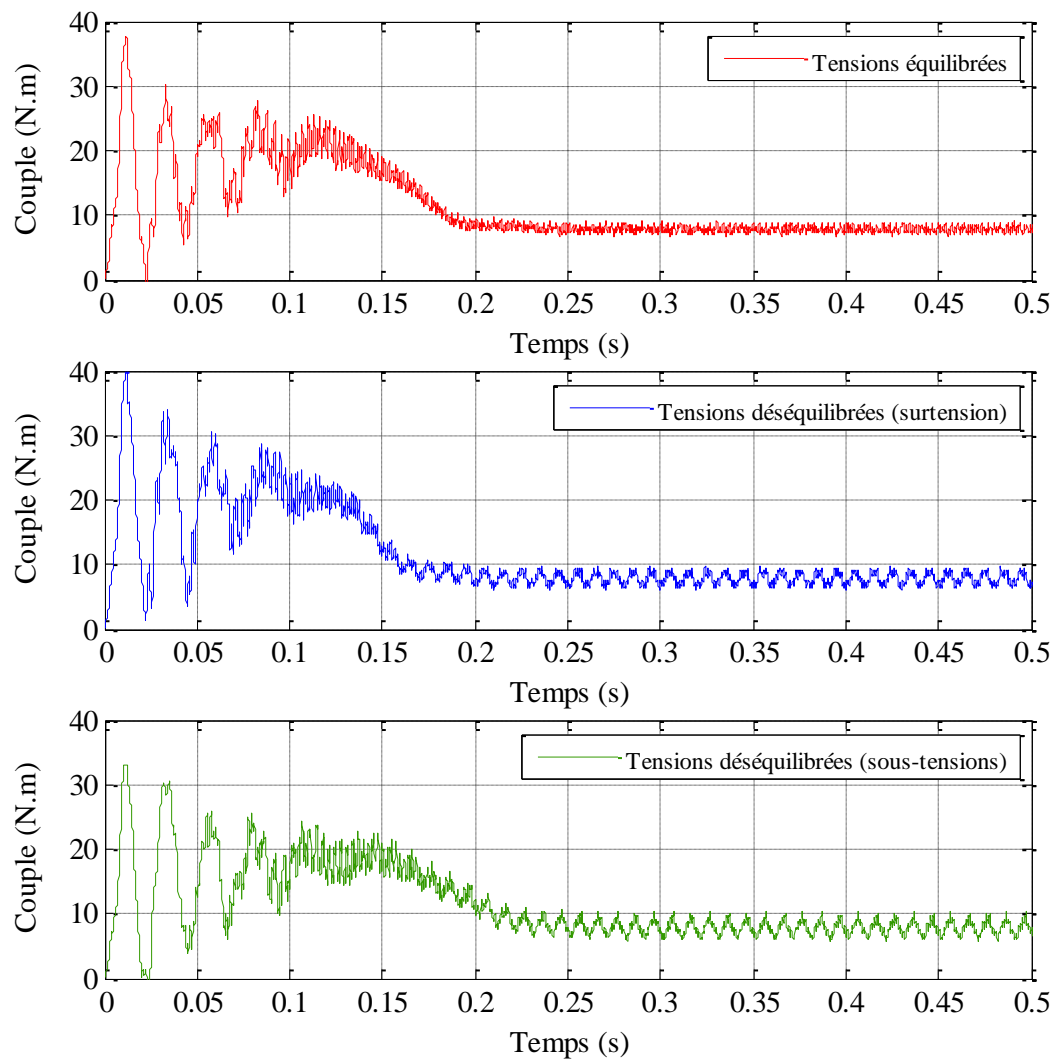 40
30
20
10
0
Couple (N.m)
Tensions équilibrées
0 0.05 0.1 0.15 0.2 0.25 0.3 0.35 0.4 0.45 0.5
Temps (s)
40
30
20
10
0
Couple (N.m)
Tensions déséquilibrées (surtension)
0 0.05 0.1 0.15 0.2 0.25 0.3 0.35 0.4 0.45 0.5
Temps (s)
40
30
20
10
0
Couple (N.m)
Tensions déséquilibrées (sous-tensions)
0 0.05 0.1 0.15 0.2 0.25 0.3 0.35 0.4 0.45 0.5
Temps (s)